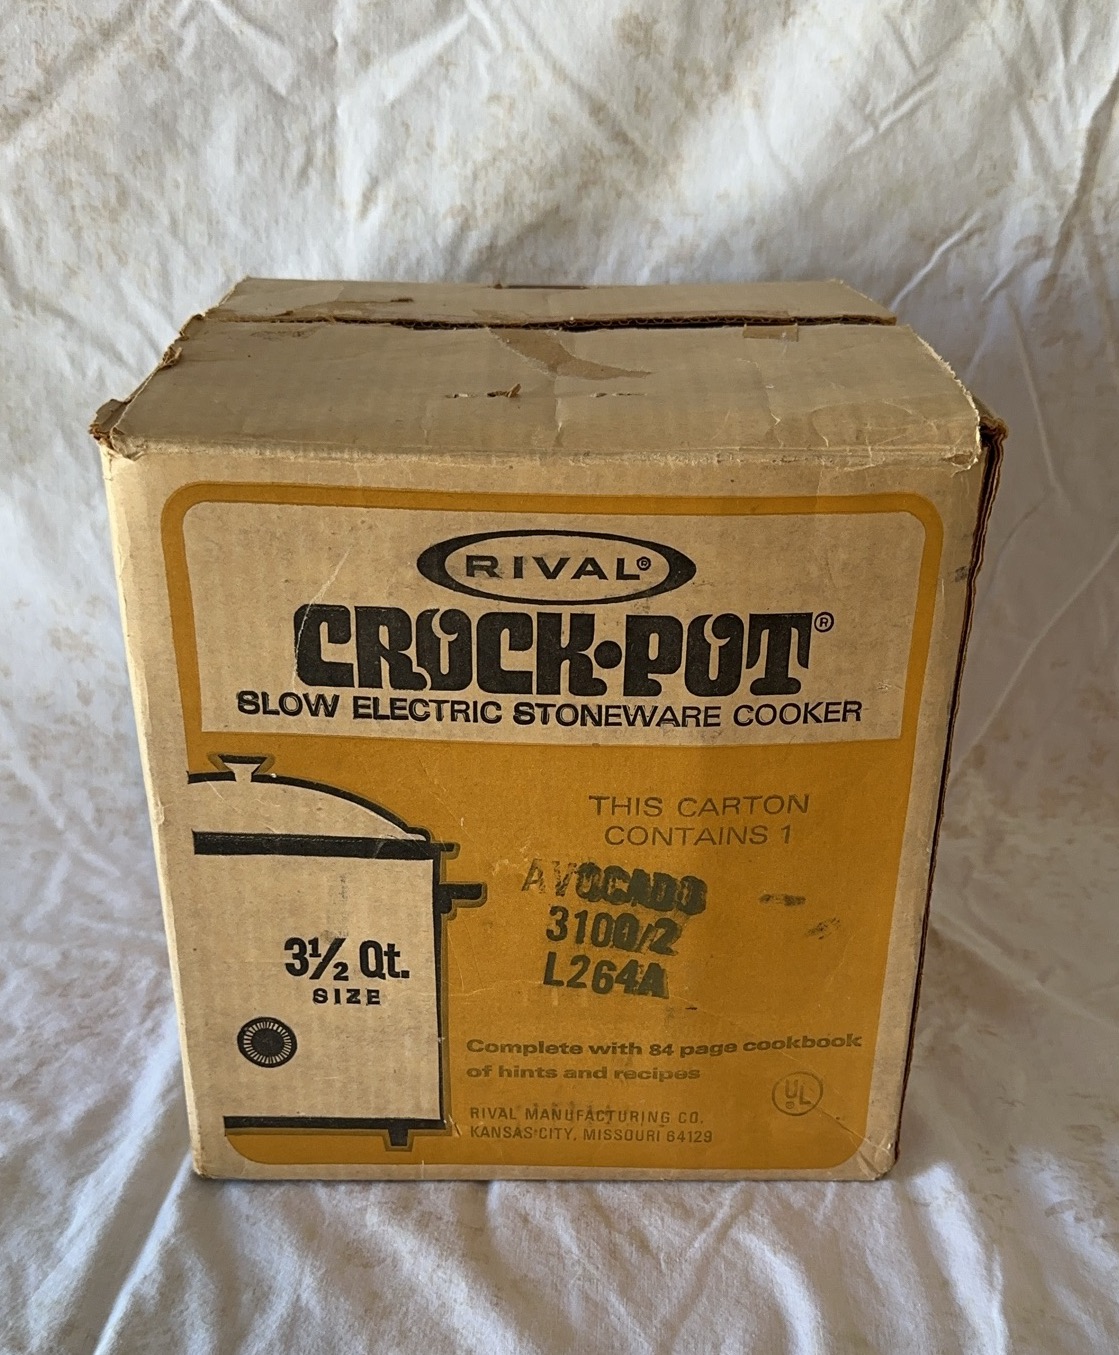 RIVAL®
CROCK•POT®
SLOW ELECTRIC STONEWARE COOKER
THIS CARTON
CONTAINS 1
AVOCADO
3100/2
L264A
3½ Qt.
SIZE
Complete with 84 page cookbook
of hints and recipes
UL
®
RIVAL MANUFACTURING CO.
KANSAS CITY, MISSOURI 64129